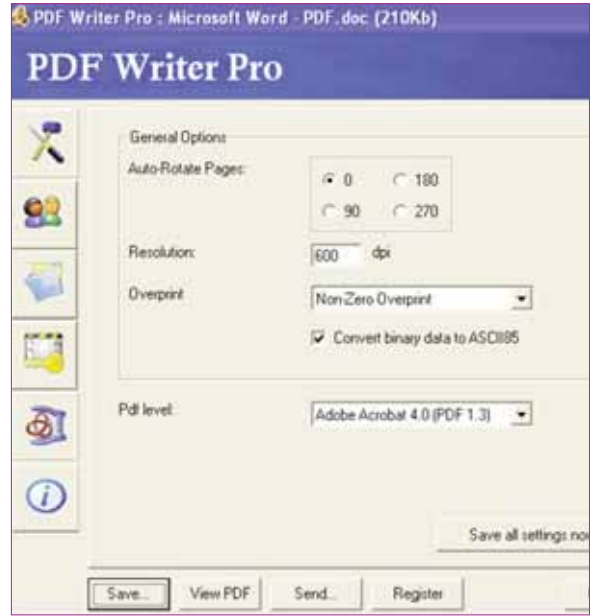 PDF Writer Pro : Microsoft Word - PDF.doc (210Kb)
PDF Writer Pro
General Options
Auto-Rotate Pages:
0 180
90 270
Resolution: 600 dpi
Overprint Non-Zero Overprint
Convert binary data to ASCII85
Pdf level: Adobe Acrobat 4.0 (PDF 1.3)
Save all settings
Save... View PDF Send... Register